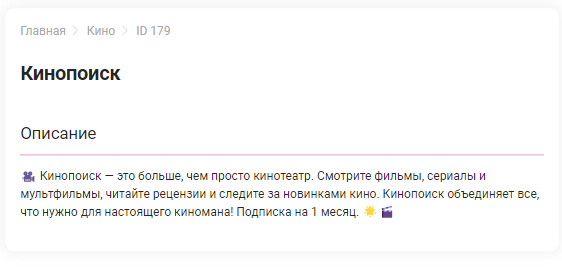 Главная > Кино > ID 179
Кинопоиск
Описание
🎥 Кинопоиск — это больше, чем просто кинотеатр. Смотрите фильмы, сериалы и
мультфильмы, читайте рецензии и следите за новинками кино. Кинопоиск объединяет все,
что нужно для настоящего киномана! Подписка на 1 месяц. 🌟 🎬